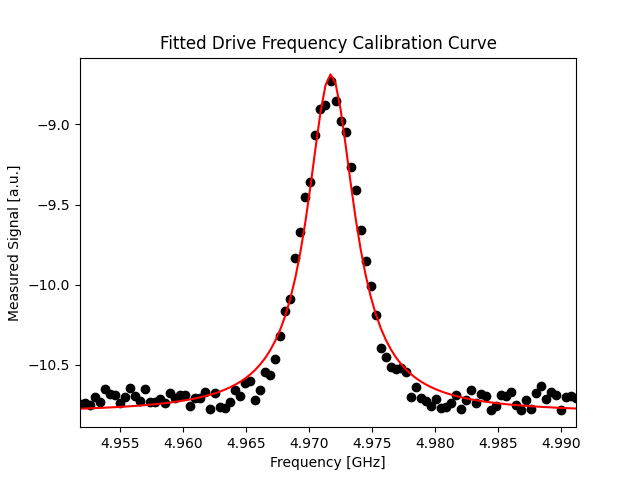 Fitted Drive Frequency Calibration Curve
Measured Signal [a.u.]
−9.0
−9.5
−10.0
−10.5
4.955 4.960 4.965 4.970 4.975 4.980 4.985 4.990
Frequency [GHz]